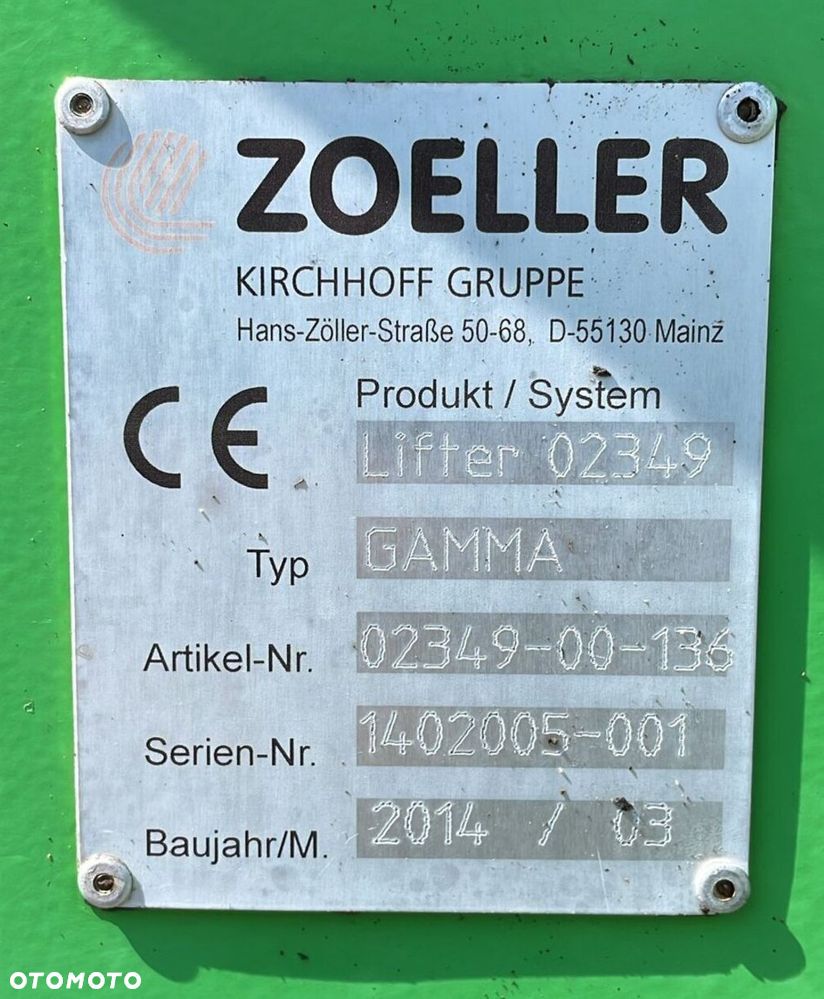 ZOELLER
KIRCHHOFF GRUPPE
Hans-Zöller-Straße 50-68, D-55130 Mainz
CE
Produkt / System
Lifter 02349
Typ GAMMA
Artikel-Nr. 02349-00-136
Serien-Nr. 1402005-001
Baujahr/M. 2014 / 03
OTOMOTO